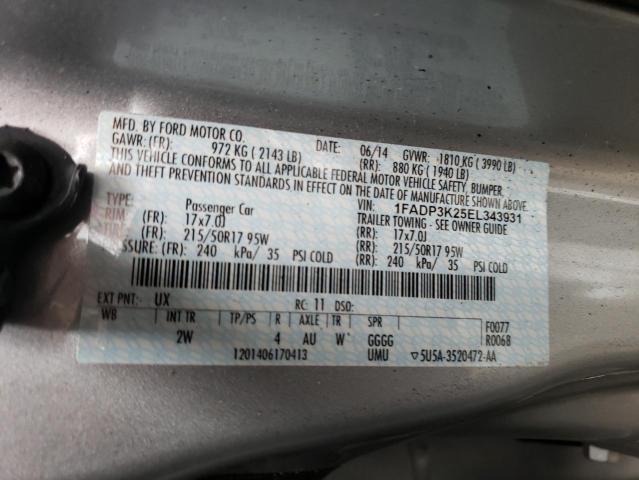 MFD. BY FORD MOTOR CO.
DATE: 06/14 GVWR: 1810 KG ( 3990 LB)
GAWR: (FR): 972 KG ( 2143 LB) (RR): 880 KG ( 1940 LB)
THIS VEHICLE CONFORMS TO ALL APPLICABLE FEDERAL MOTOR VEHICLE SAFETY, BUMPER
AND THEFT PREVENTION STANDARDS IN EFFECT ON THE DATE OF MANUFACTURE SHOWN ABOVE.
VIN: 1FADP3K25EL343931
TYPE: Passenger Car TRAILER TOWING - SEE OWNER GUIDE
RIM (FR): 17x7.0J (RR): 17x7.0J
TIRE (FR): 215/50R17 95W (RR): 215/50R17 95W
PRESSURE (FR): 240 kPa/ 35 PSI COLD (RR): 240 kPa/ 35 PSI COLD
EXT PNT: UX RC: 11 DSO:
WB INT TR TP/PS R AXLE TR SPR F0077
2W 4 AU W GGGG R0068
1201406170413 UMU ▽5U5A-3520472-AA